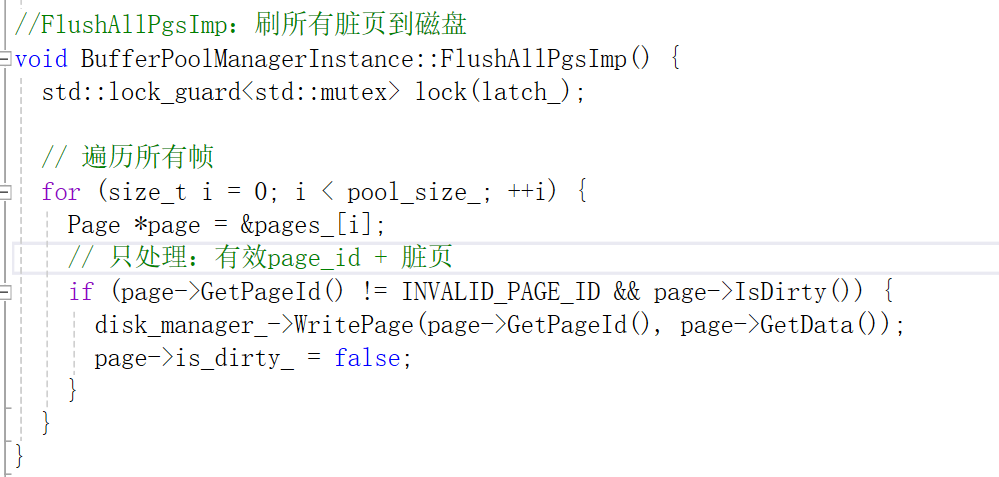 //FlushAllPgsImp：刷所有脏页到磁盘
void BufferPoolManagerInstance::FlushAllPgsImp() {
  std::lock_guard<std::mutex> lock(latch_);

  // 遍历所有帧
  for (size_t i = 0; i < pool_size_; ++i) {
    Page *page = &pages_[i];
    // 只处理：有效page_id + 脏页
    if (page->GetPageId() != INVALID_PAGE_ID && page->IsDirty()) {
      disk_manager_->WritePage(page->GetPageId(), page->GetData());
      page->is_dirty_ = false;
    }
  }
}